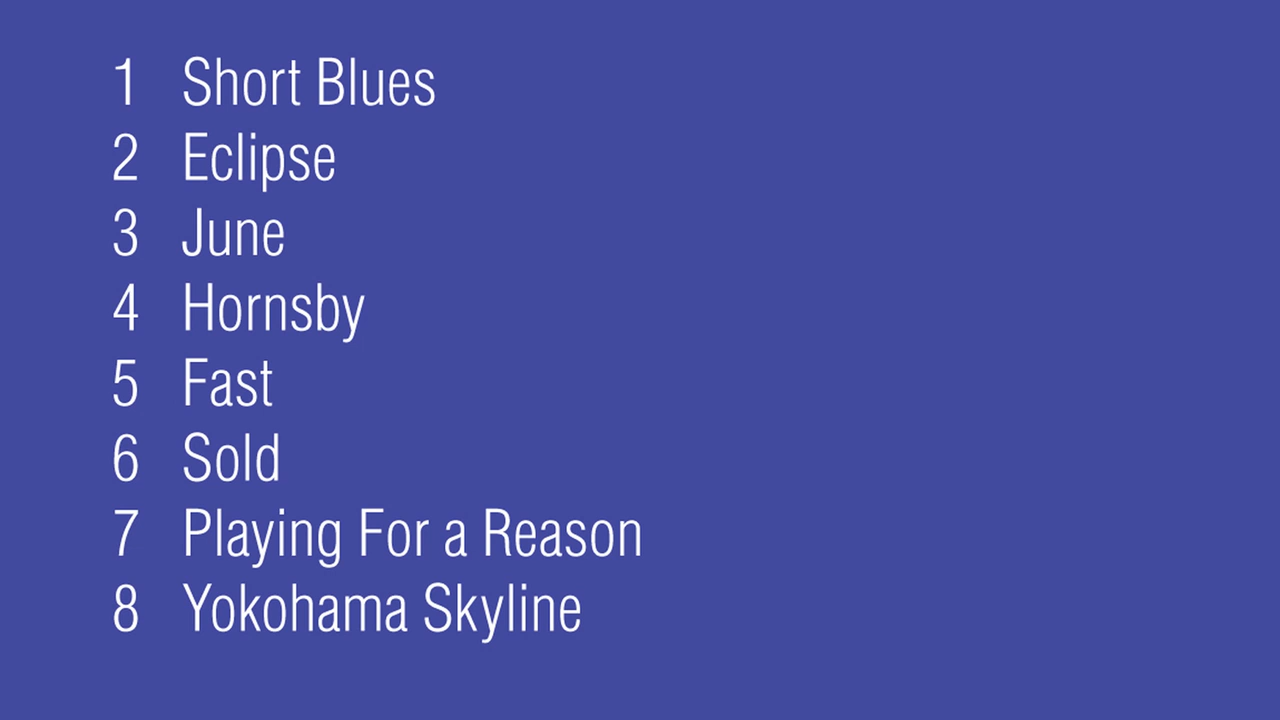 1 Short Blues
2 Eclipse
3 June
4 Hornsby
5 Fast
6 Sold
7 Playing For a Reason
8 Yokohama Skyline